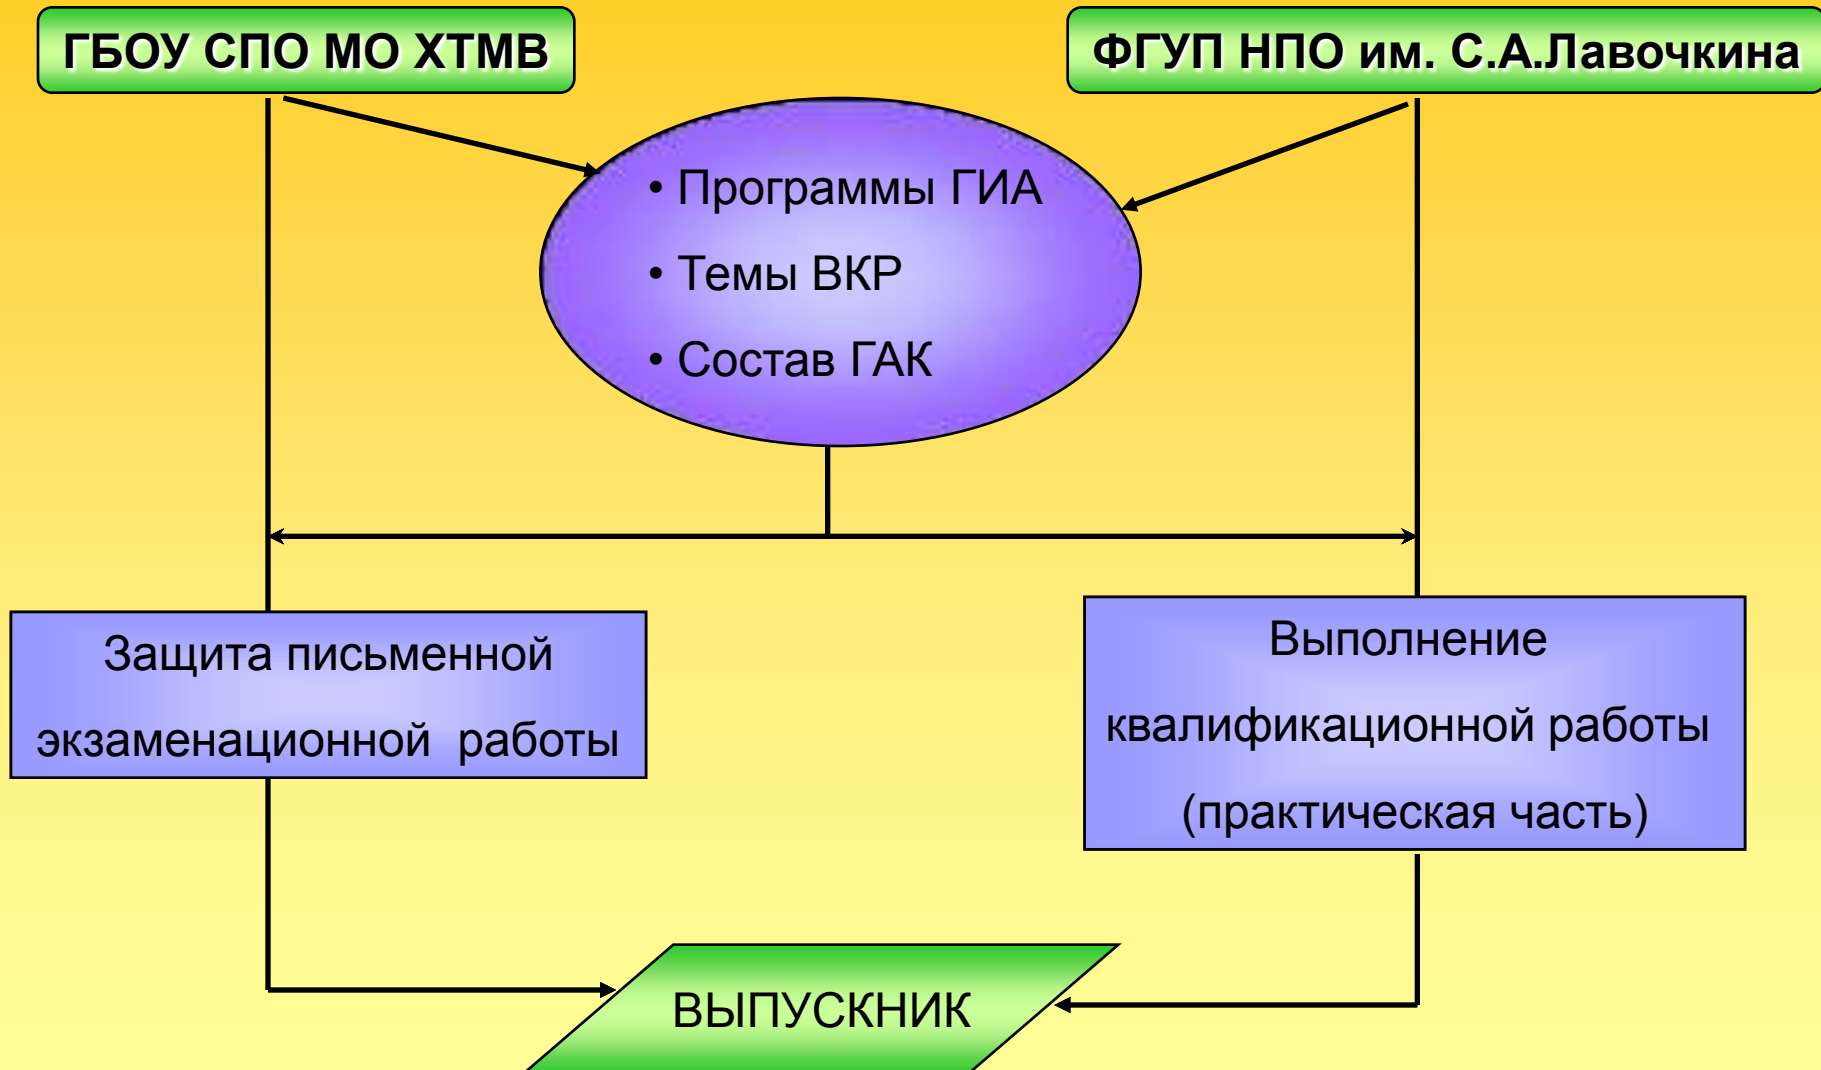 ГБОУ СПО МО ХТМВ
ФГУП НПО им. С.А.Лавочкина
• Программы ГИА
• Темы ВКР
• Состав ГАК
Защита письменной
экзаменационной работы
Выполнение
квалификационной работы
(практическая часть)
ВЫПУСКНИК